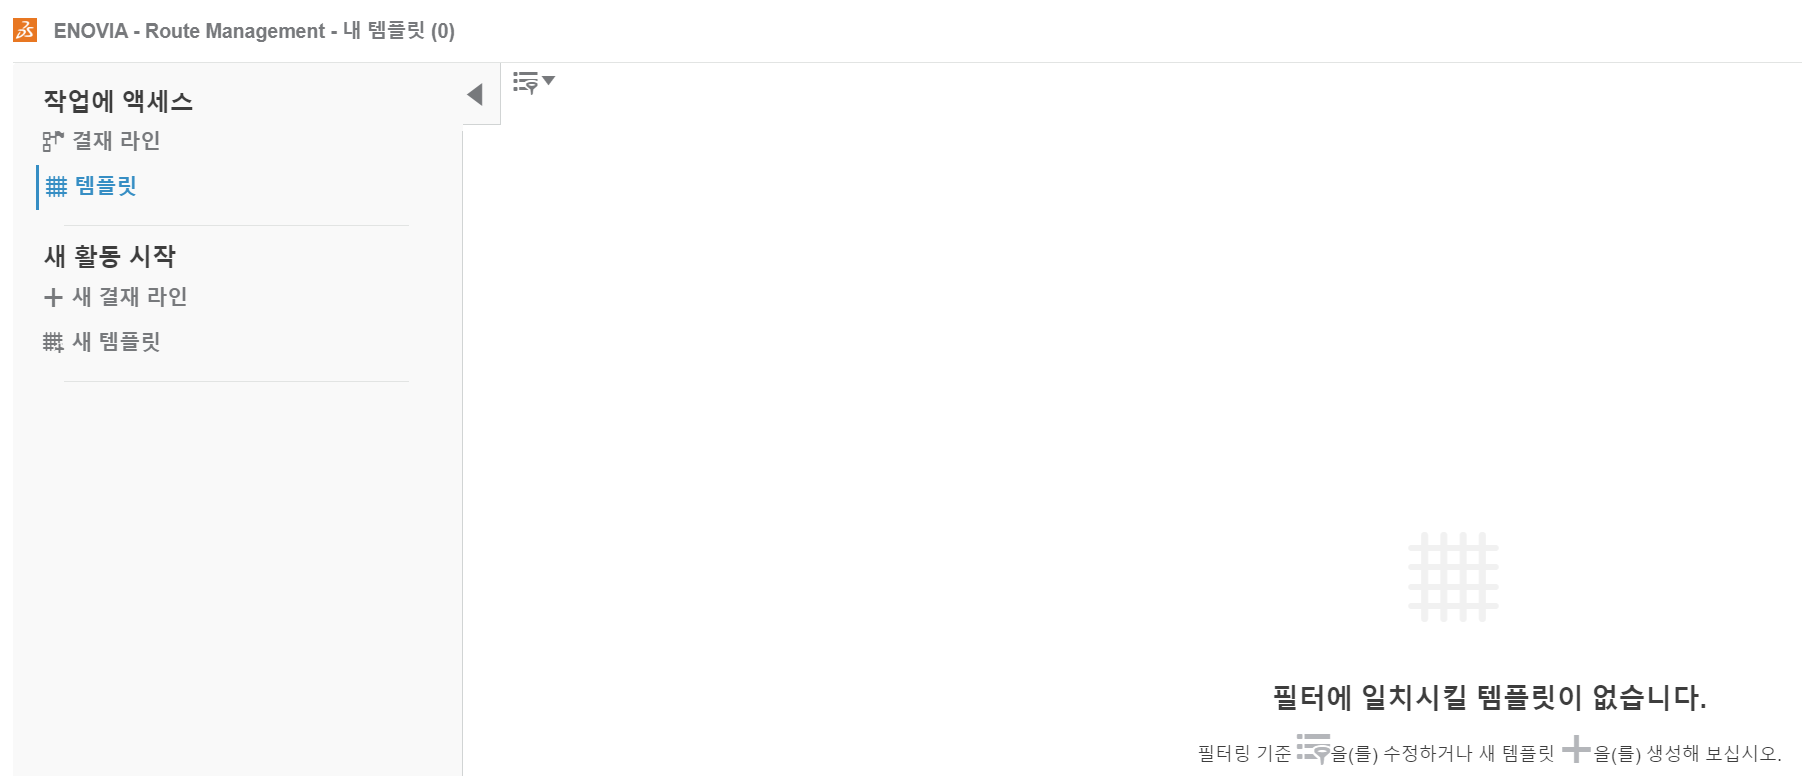 ENOVIA - Route Management - 내 템플릿 (0)
작업에 액세스
결재 라인
템플릿
새 활동 시작
새 결재 라인
새 템플릿
필터에 일치시킬 템플릿이 없습니다.
필터링 기준 을(를) 수정하거나 새 템플릿 을(를) 생성해 보십시오.